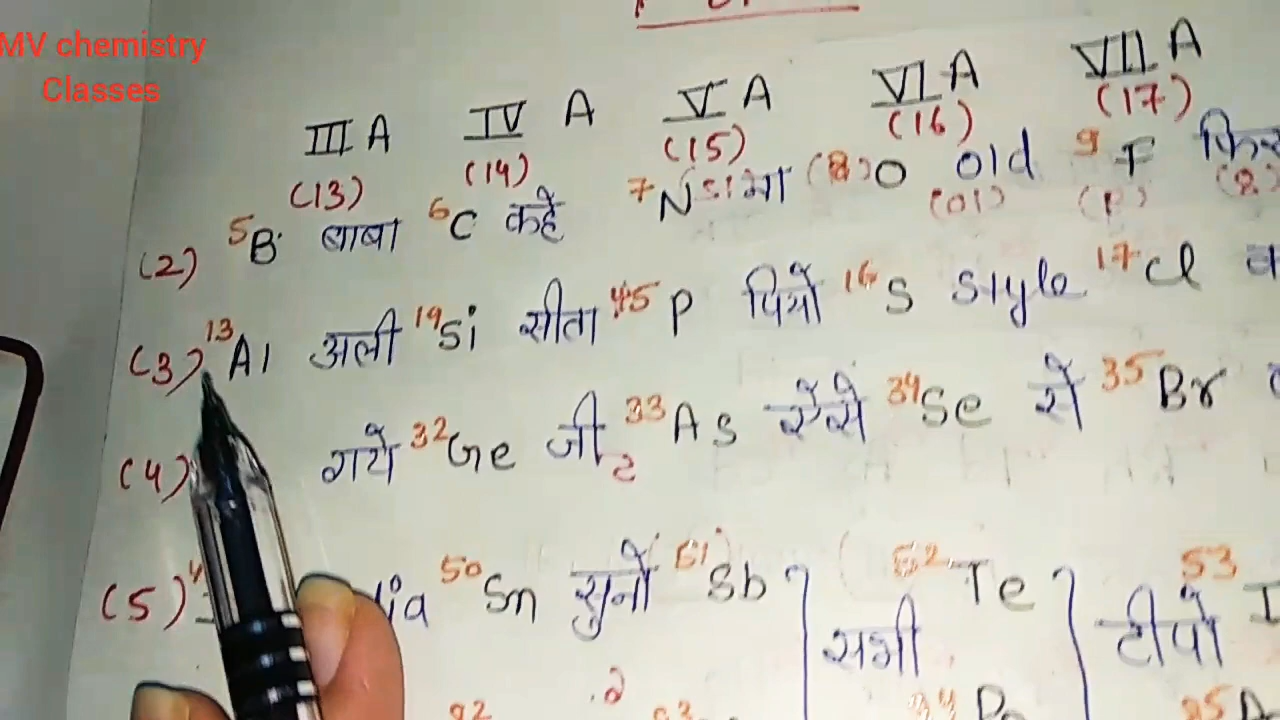 MV chemistry
Classes
III A IV A V A VI A VII A
(13) (14) (15) (16) (17)
(2) 5B बाबा 6C कहे 7N डाभा (8)O old 9F
(3) 13Al अली 19Si सीता 15P पियो 16S style 17Cl
(4) गये 32Ge जी 33As ऐसे 34Se से 35Br
(5) dia 50Sn सुनो 51Sb सभी 52Te टीपो 53I